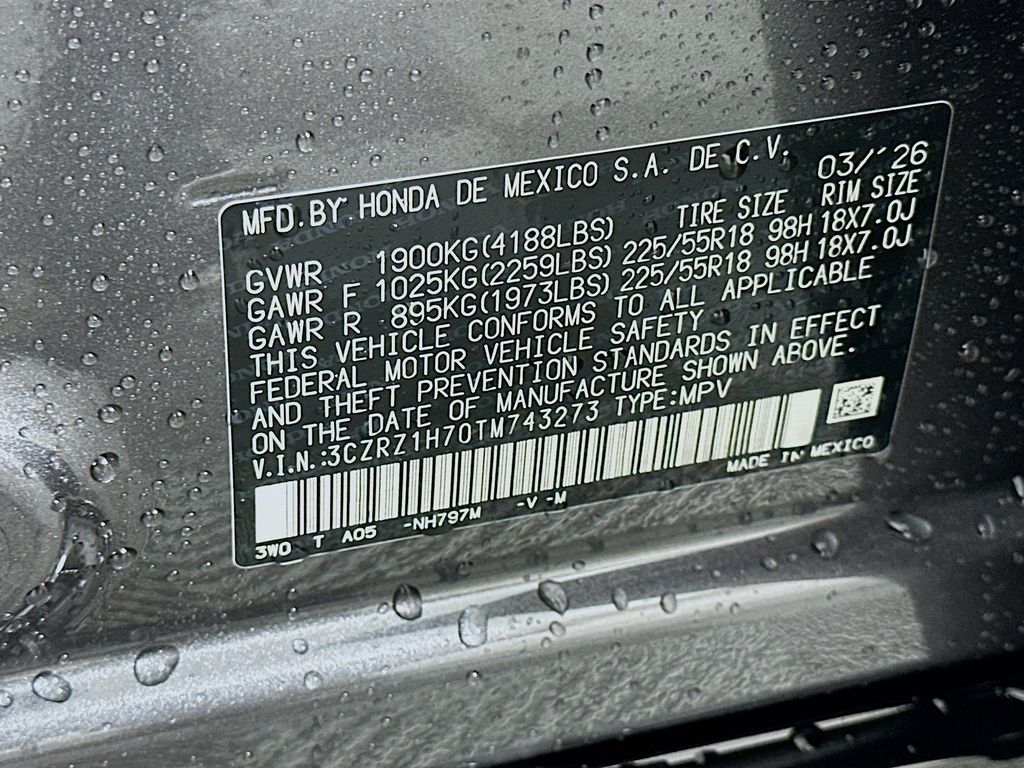 MFD. BY HONDA DE MEXICO S.A. DE C.V. 03/'26
TIRE SIZE RIM SIZE
GVWR 1900KG(4188LBS)
GAWR F 1025KG(2259LBS) 225/55R18 98H 18X7.0J
GAWR R 895KG(1973LBS) 225/55R18 98H 18X7.0J
THIS VEHICLE CONFORMS TO ALL APPLICABLE
FEDERAL MOTOR VEHICLE SAFETY
AND THEFT PREVENTION STANDARDS IN EFFECT
ON THE DATE OF MANUFACTURE SHOWN ABOVE.
V.I.N.:3CZRZ1H70TM743273 TYPE:MPV
MADE IN MEXICO
3W0 T A05 -NH797M -V -M